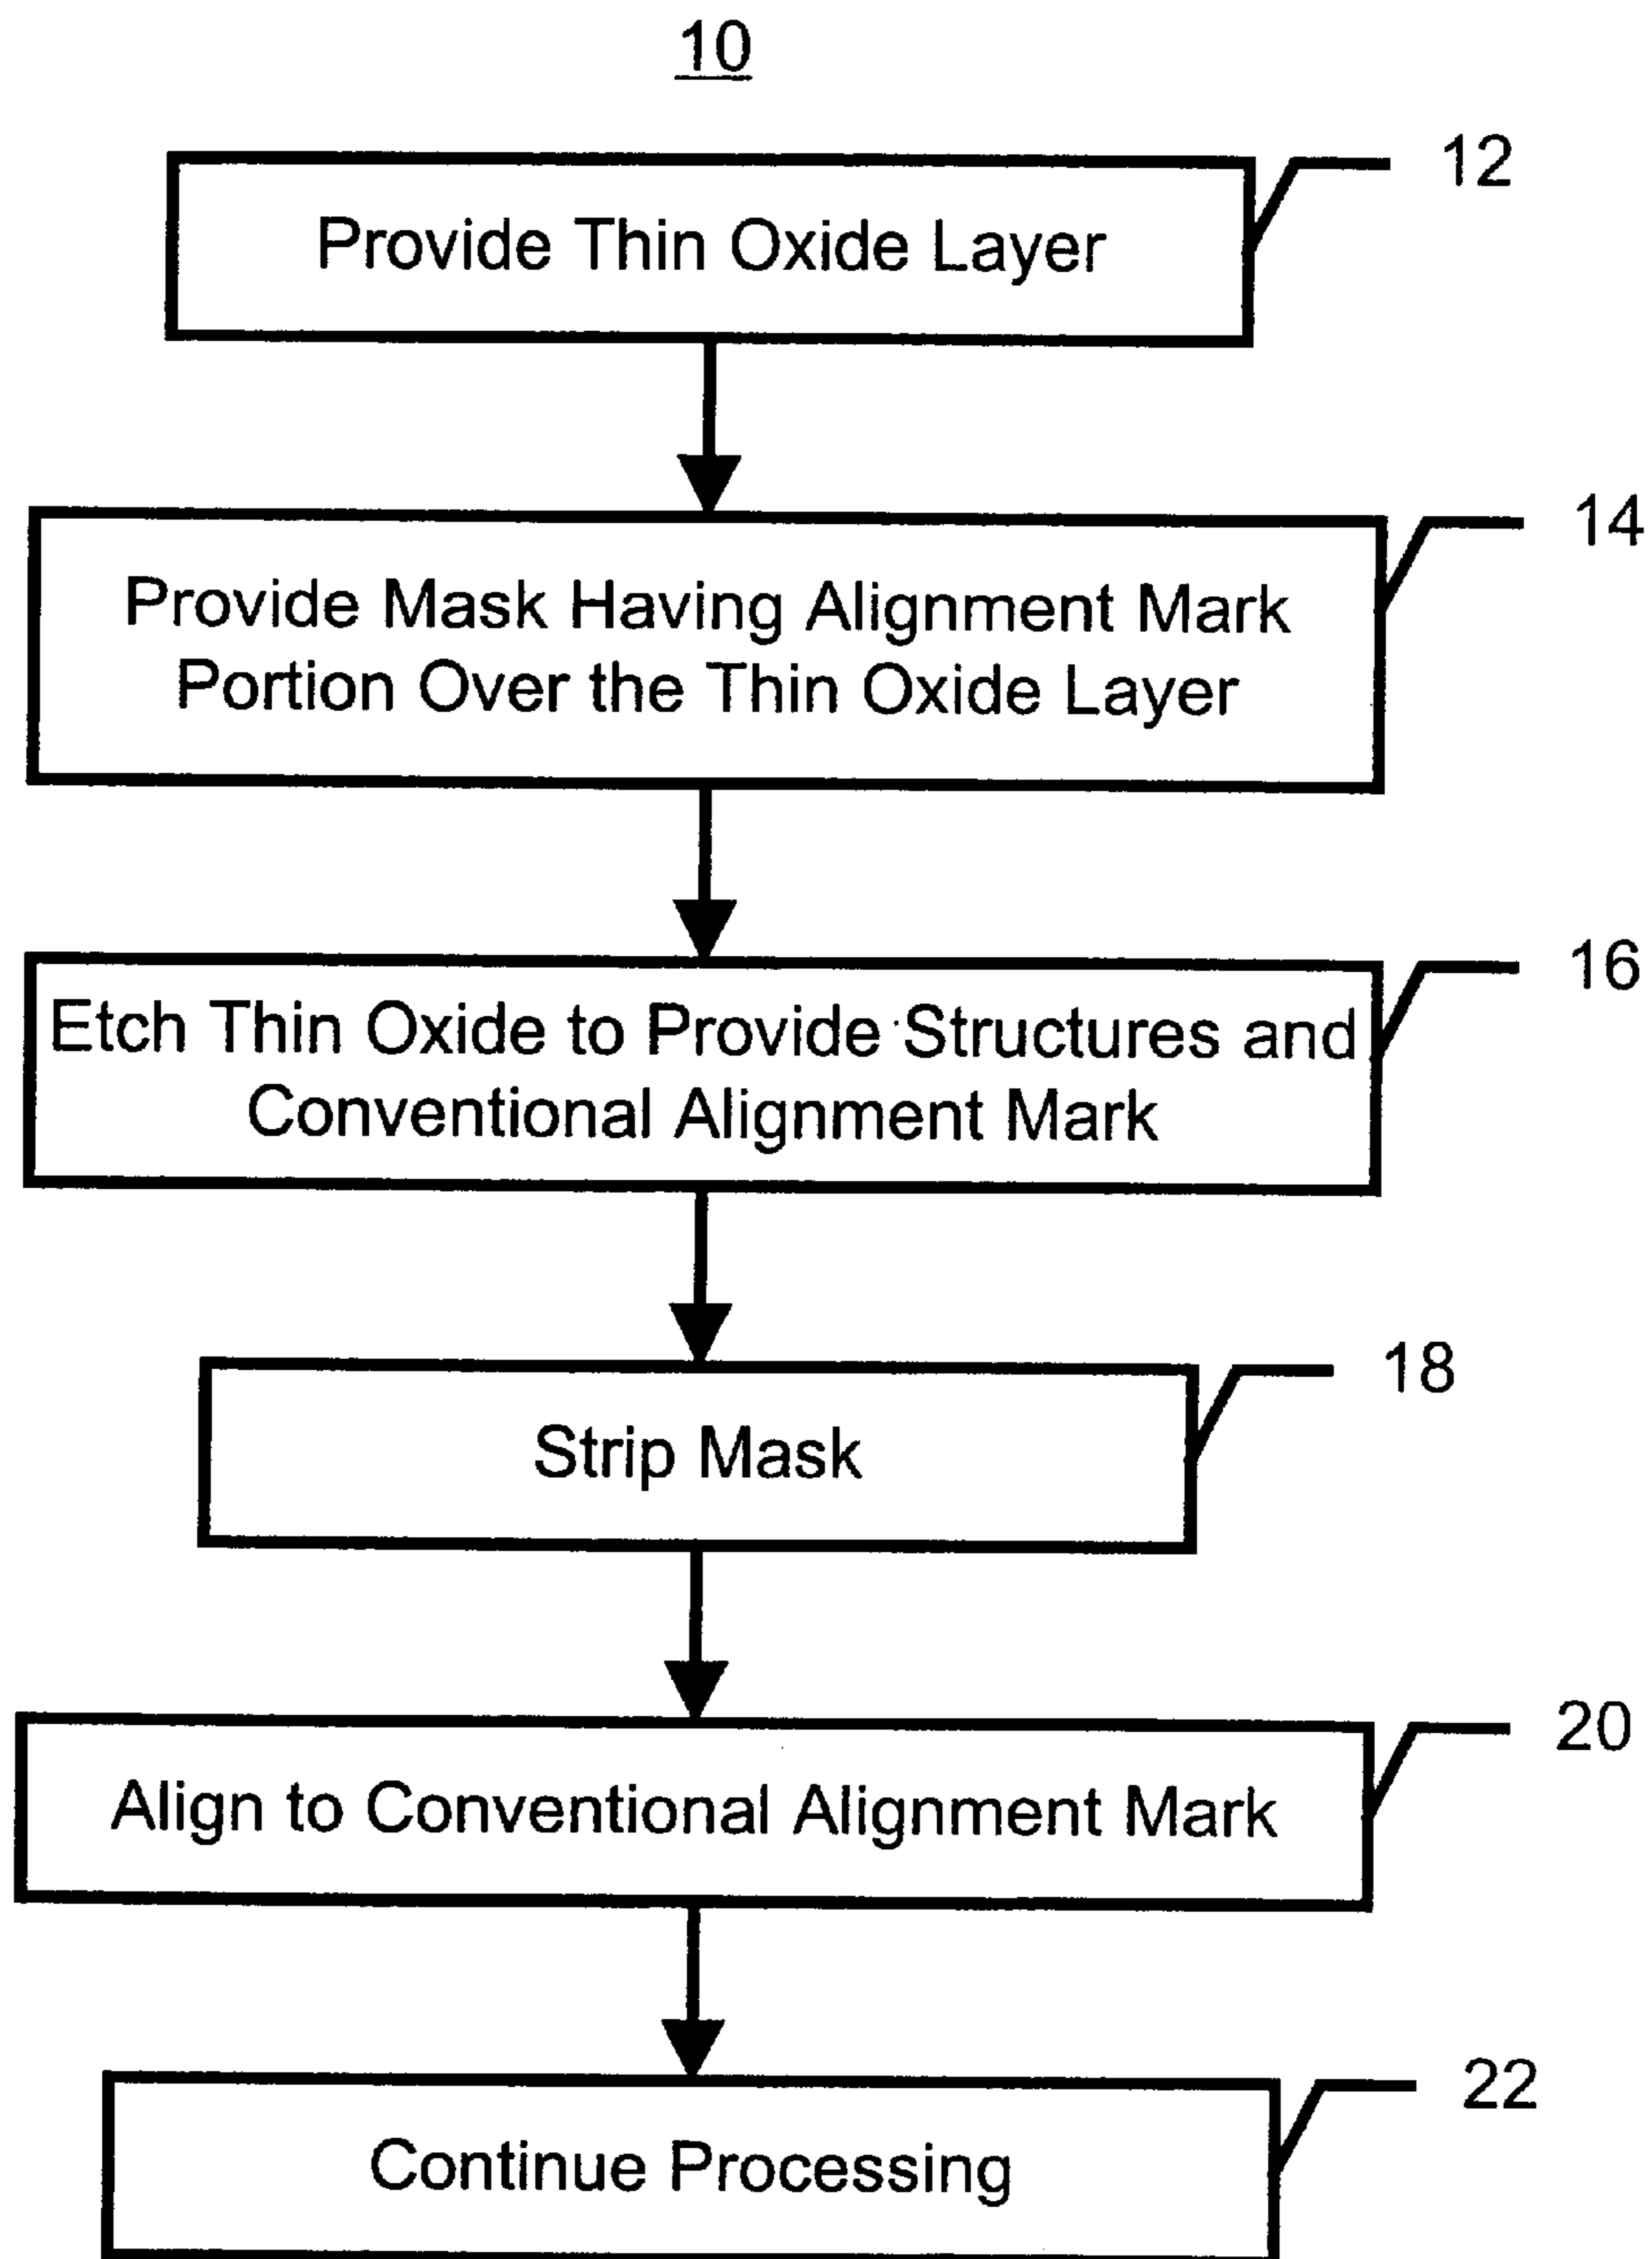 10
12
Provide Thin Oxide Layer
14
Provide Mask Having Alignment Mark
Portion Over the Thin Oxide Layer
16
Etch Thin Oxide to Provide Structures and
Conventional Alignment Mark
18
Strip Mask
20
Align to Conventional Alignment Mark
22
Continue Processing